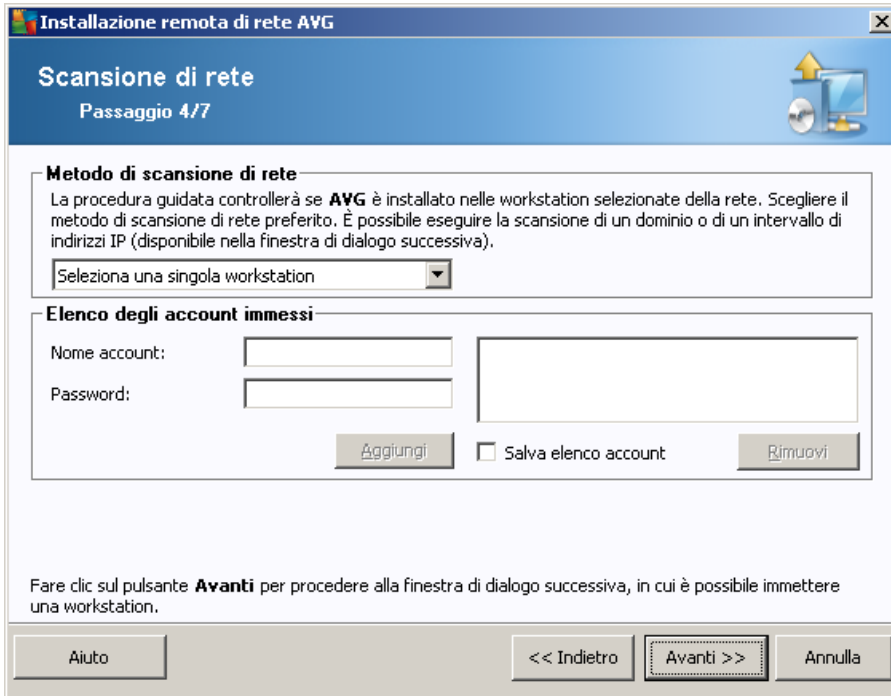 Installazione remota di rete AVG
Scansione di rete
Passaggio 4/7
Metodo di scansione di rete
La procedura guidata controllerà se AVG è installato nelle workstation selezionate della rete. Scegliere il
metodo di scansione di rete preferito. È possibile eseguire la scansione di un dominio o di un intervallo di
indirizzi IP (disponibile nella finestra di dialogo successiva).
Seleziona una singola workstation
Elenco degli account immessi
Nome account:
Password:
Aggiungi
Salva elenco account
Rimuovi
Fare clic sul pulsante Avanti per procedere alla finestra di dialogo successiva, in cui è possibile immettere
una workstation.
Aiuto
<< Indietro
Avanti >>
Annulla